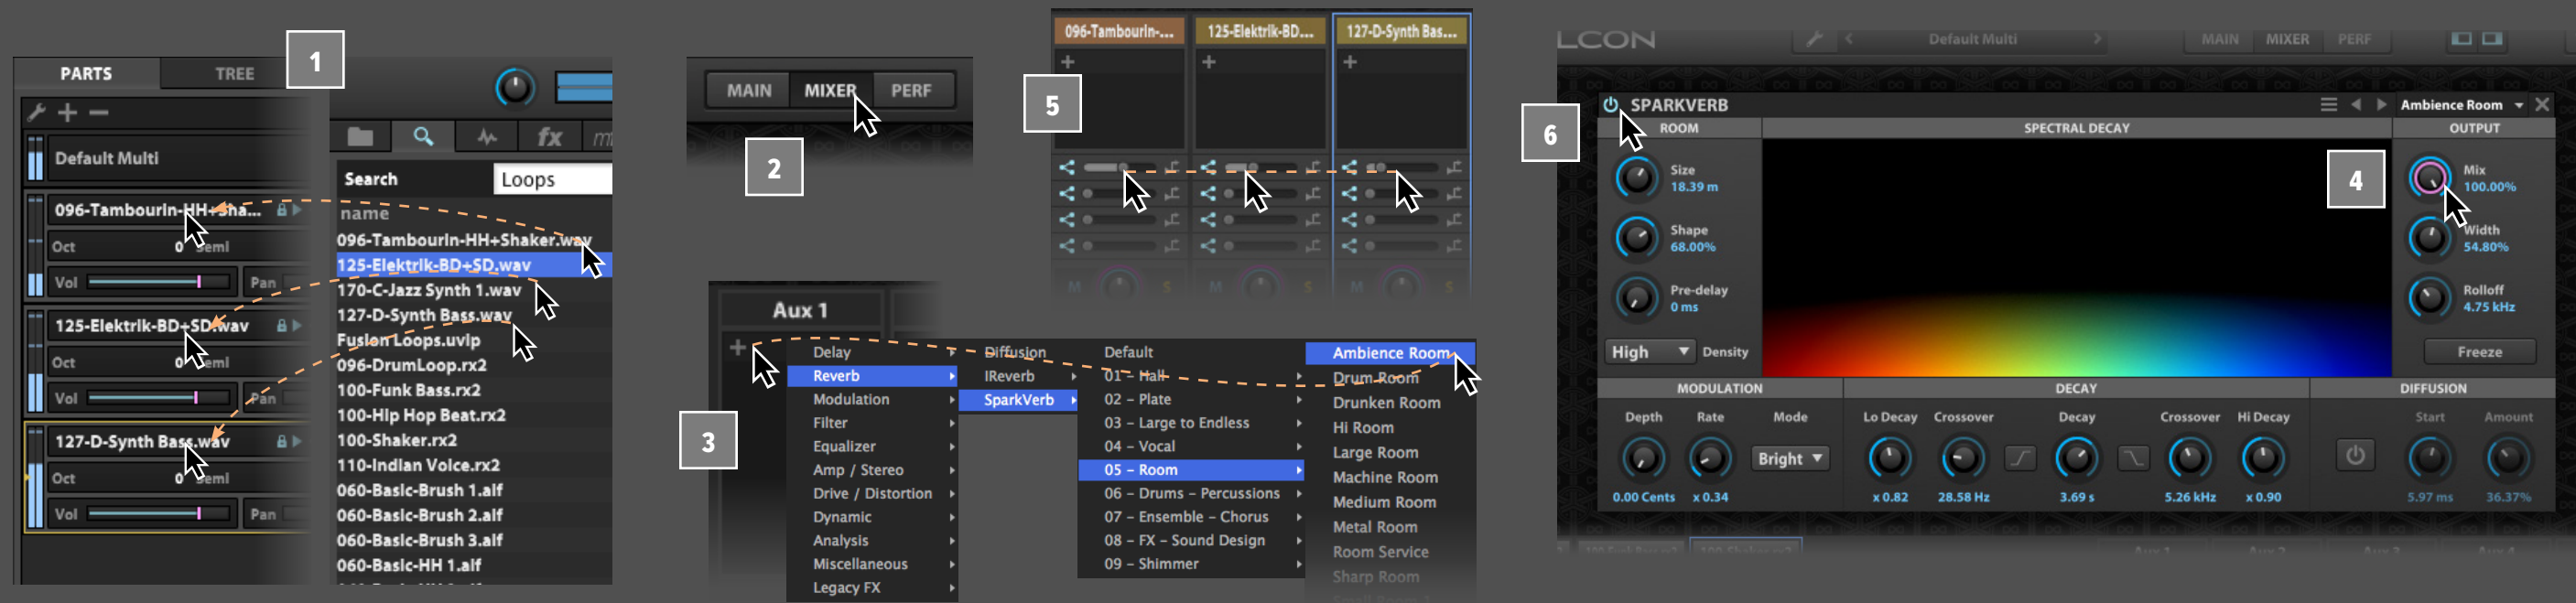 1
PARTS
TREE
Default Multi
096-Tambourin-HH+Sha...
Oct
0
Semi
Vol
Pan
125-Elektrik-BD+SD.wav
Oct
0
Semi
Vol
Pan
127-D-Synth Bass.wav
Oct
0
Semi
Vol
Pan
fx
Search
Loops
name
096-Tambourin-HH+Shaker.wav
125-Elektrik-BD+SD.wav
170-C-Jazz Synth 1.wav
127-D-Synth Bass.wav
Fusion Loops.uvip
096-DrumLoop.rx2
100-Funk Bass.rx2
100-Hip Hop Beat.rx2
100-Shaker.rx2
110-Indian Voice.rx2
060-Basic-Brush 1.aif
060-Basic-Brush 2.aif
060-Basic-Brush 3.aif
060-Basic-HH 1.aif
MAIN
MIXER
PERF
2
3
Aux 1
Delay
Reverb
Modulation
Filter
Equalizer
Amp / Stereo
Drive / Distortion
Dynamic
Analysis
Miscellaneous
Legacy FX
Diffusion
IReverb
SparkVerb
Default
01 - Hall
02 - Plate
03 - Large to Endless
04 - Vocal
05 - Room
06 - Drums - Percussions
07 - Ensemble - Chorus
08 - FX - Sound Design
09 - Shimmer
Ambience Room
Drum Room
Drunken Room
Hi Room
Large Room
Machine Room
Medium Room
Metal Room
Room Service
Sharp Room
5
096-Tambourin-...
125-Elektrik-BD...
127-D-Synth Bas...
M
S
M
S
M
S
6
LCON
Default Multi
MAIN
MIXER
PERF
SPARKVERB
Ambience Room
ROOM
SPECTRAL DECAY
OUTPUT
Size
18.39 m
Shape
68.00%
Pre-delay
0 ms
High
Density
4
Mix
100.00%
Width
54.80%
Rolloff
4.75 kHz
Freeze
MODULATION
DECAY
DIFFUSION
Depth
Rate
Mode
Lo Decay
Crossover
Decay
Crossover
Hi Decay
Start
Amount
Bright
0.00 Cents
x 0.34
x 0.82
28.58 Hz
3.69 s
5.26 kHz
x 0.90
5.97 ms
36.37%